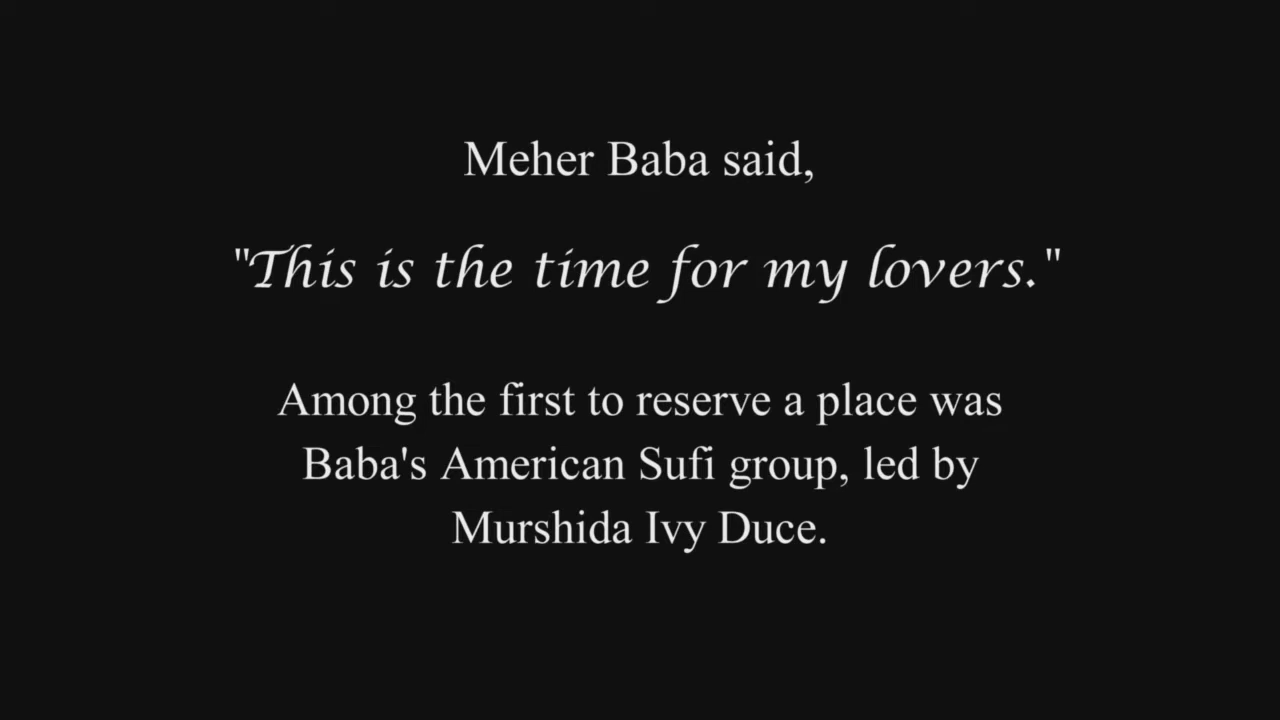 Meher Baba said,
"This is the time for my lovers."
Among the first to reserve a place was
Baba's American Sufi group, led by
Murshida Ivy Duce.